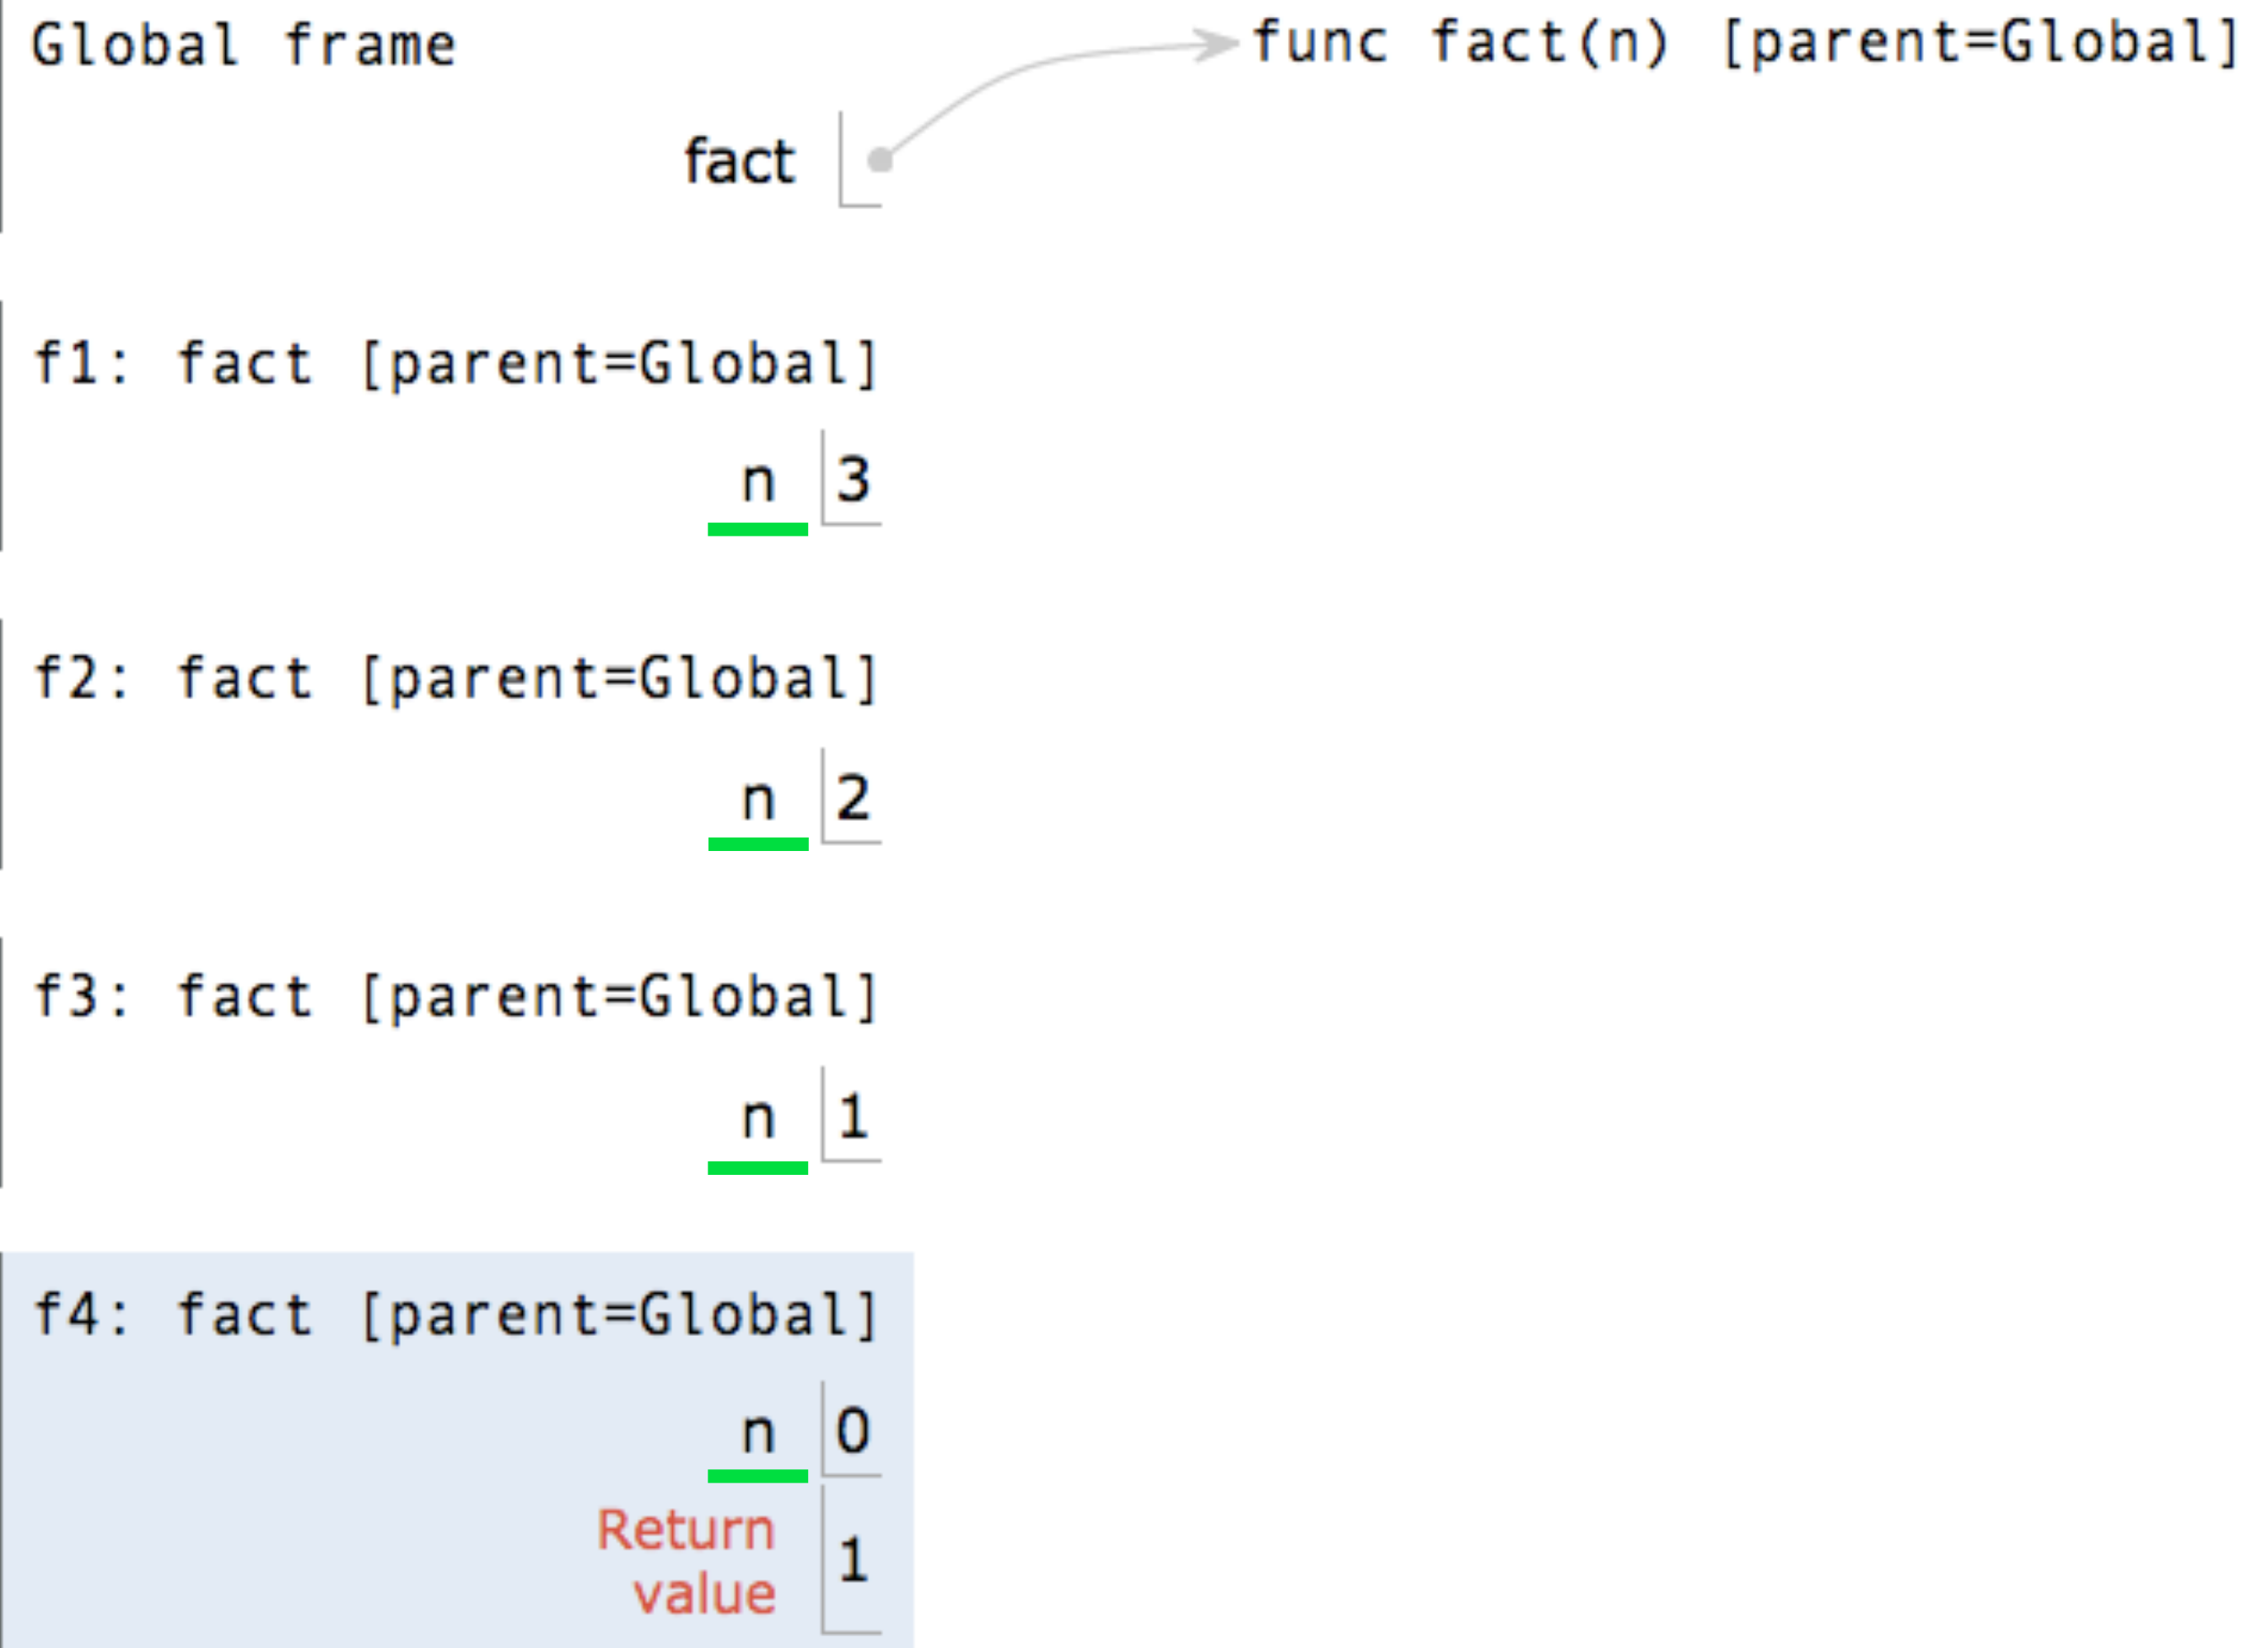 Global frame
func fact(n) [parent=Global]
fact
f1: fact [parent=Global]
n 3
f2: fact [parent=Global]
n 2
f3: fact [parent=Global]
n 1
f4: fact [parent=Global]
n 0
Return
value 1